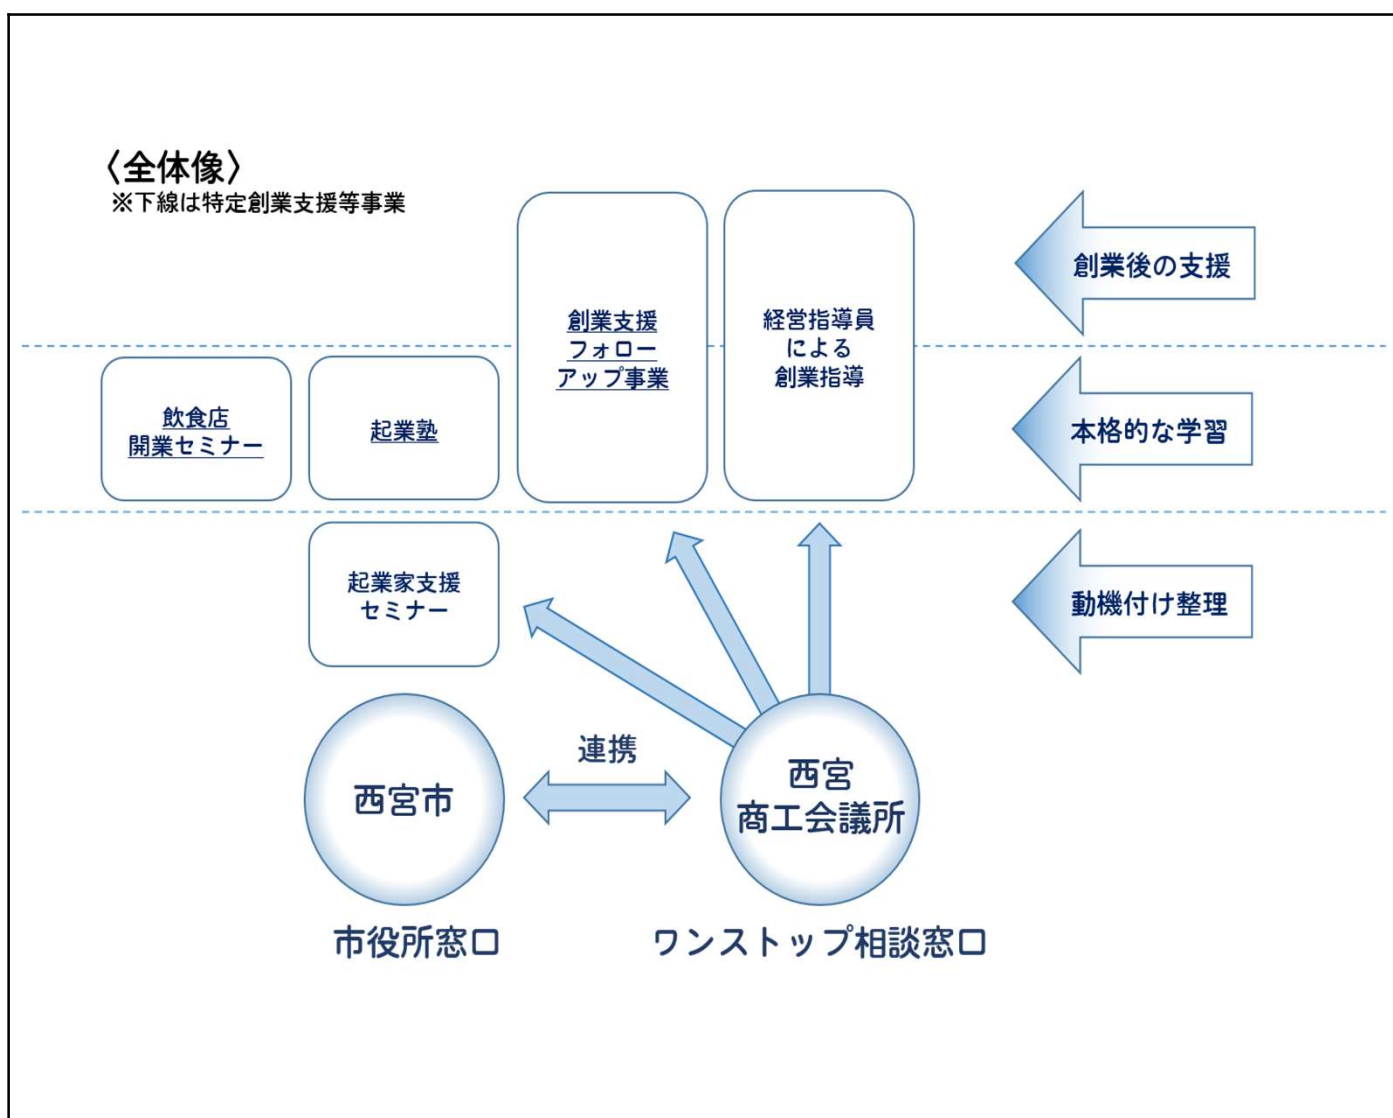 〈全体像〉
※下線は特定創業支援等事業
創業支援
フォロー
アップ事業
経営指導員
による
創業指導
創業後の支援
飲食店
開業セミナー
起業塾
本格的な学習
起業家支援
セミナー
動機付け整理
連携
西宮市
西宮
商工会議所
市役所窓口
ワンストップ相談窓口